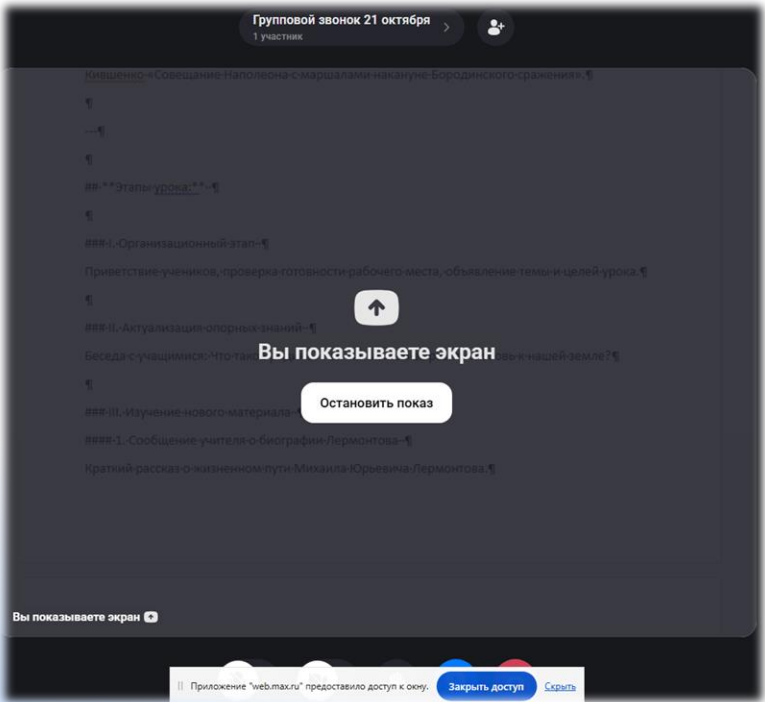 Групповой звонок 21 октября
1 участник
Кившенко «Совещание Наполеона с маршалами накануне Бородинского сражения».¶
¶
---¶
¶
## **Этапы урока:** ¶
¶
### I. Организационный этап ¶
Приветствие учеников, проверка готовности рабочего места, объявление темы и целей урока.¶
¶
### II. Актуализация опорных знаний ¶
Беседа с учащимися: Что
к нашей земле?¶
Вы показываете экран
¶
Остановить показ
### III. Изучение нового материала ¶
#### 1. Сообщение учителя о биографии Лермонтова ¶
Краткий рассказ о жизненном пути Михаила Юрьевича Лермонтова.¶
Вы показываете экран
Приложение "web.max.ru" предоставило доступ к окну.
Закрыть доступ
Скрыть